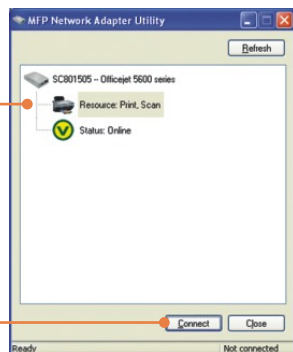 MFP Network Adapter Utility
Refresh
SC801505 – Officejet 5600 series
Resource: Print, Scan
Status: Online
Connect
Close
Ready
Not connected